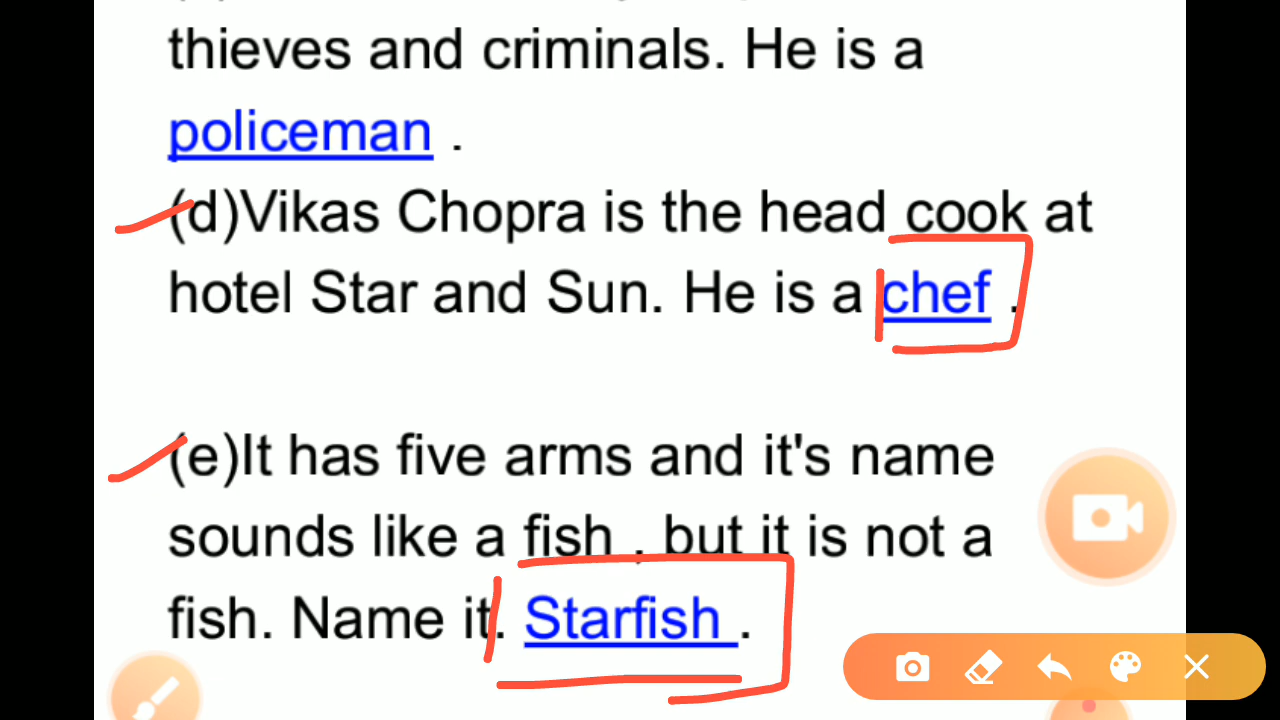 thieves and criminals. He is a
policeman .
(d)Vikas Chopra is the head cook at
hotel Star and Sun. He is a chef .
(e)It has five arms and it's name
sounds like a fish , but it is not a
fish. Name it. Starfish .